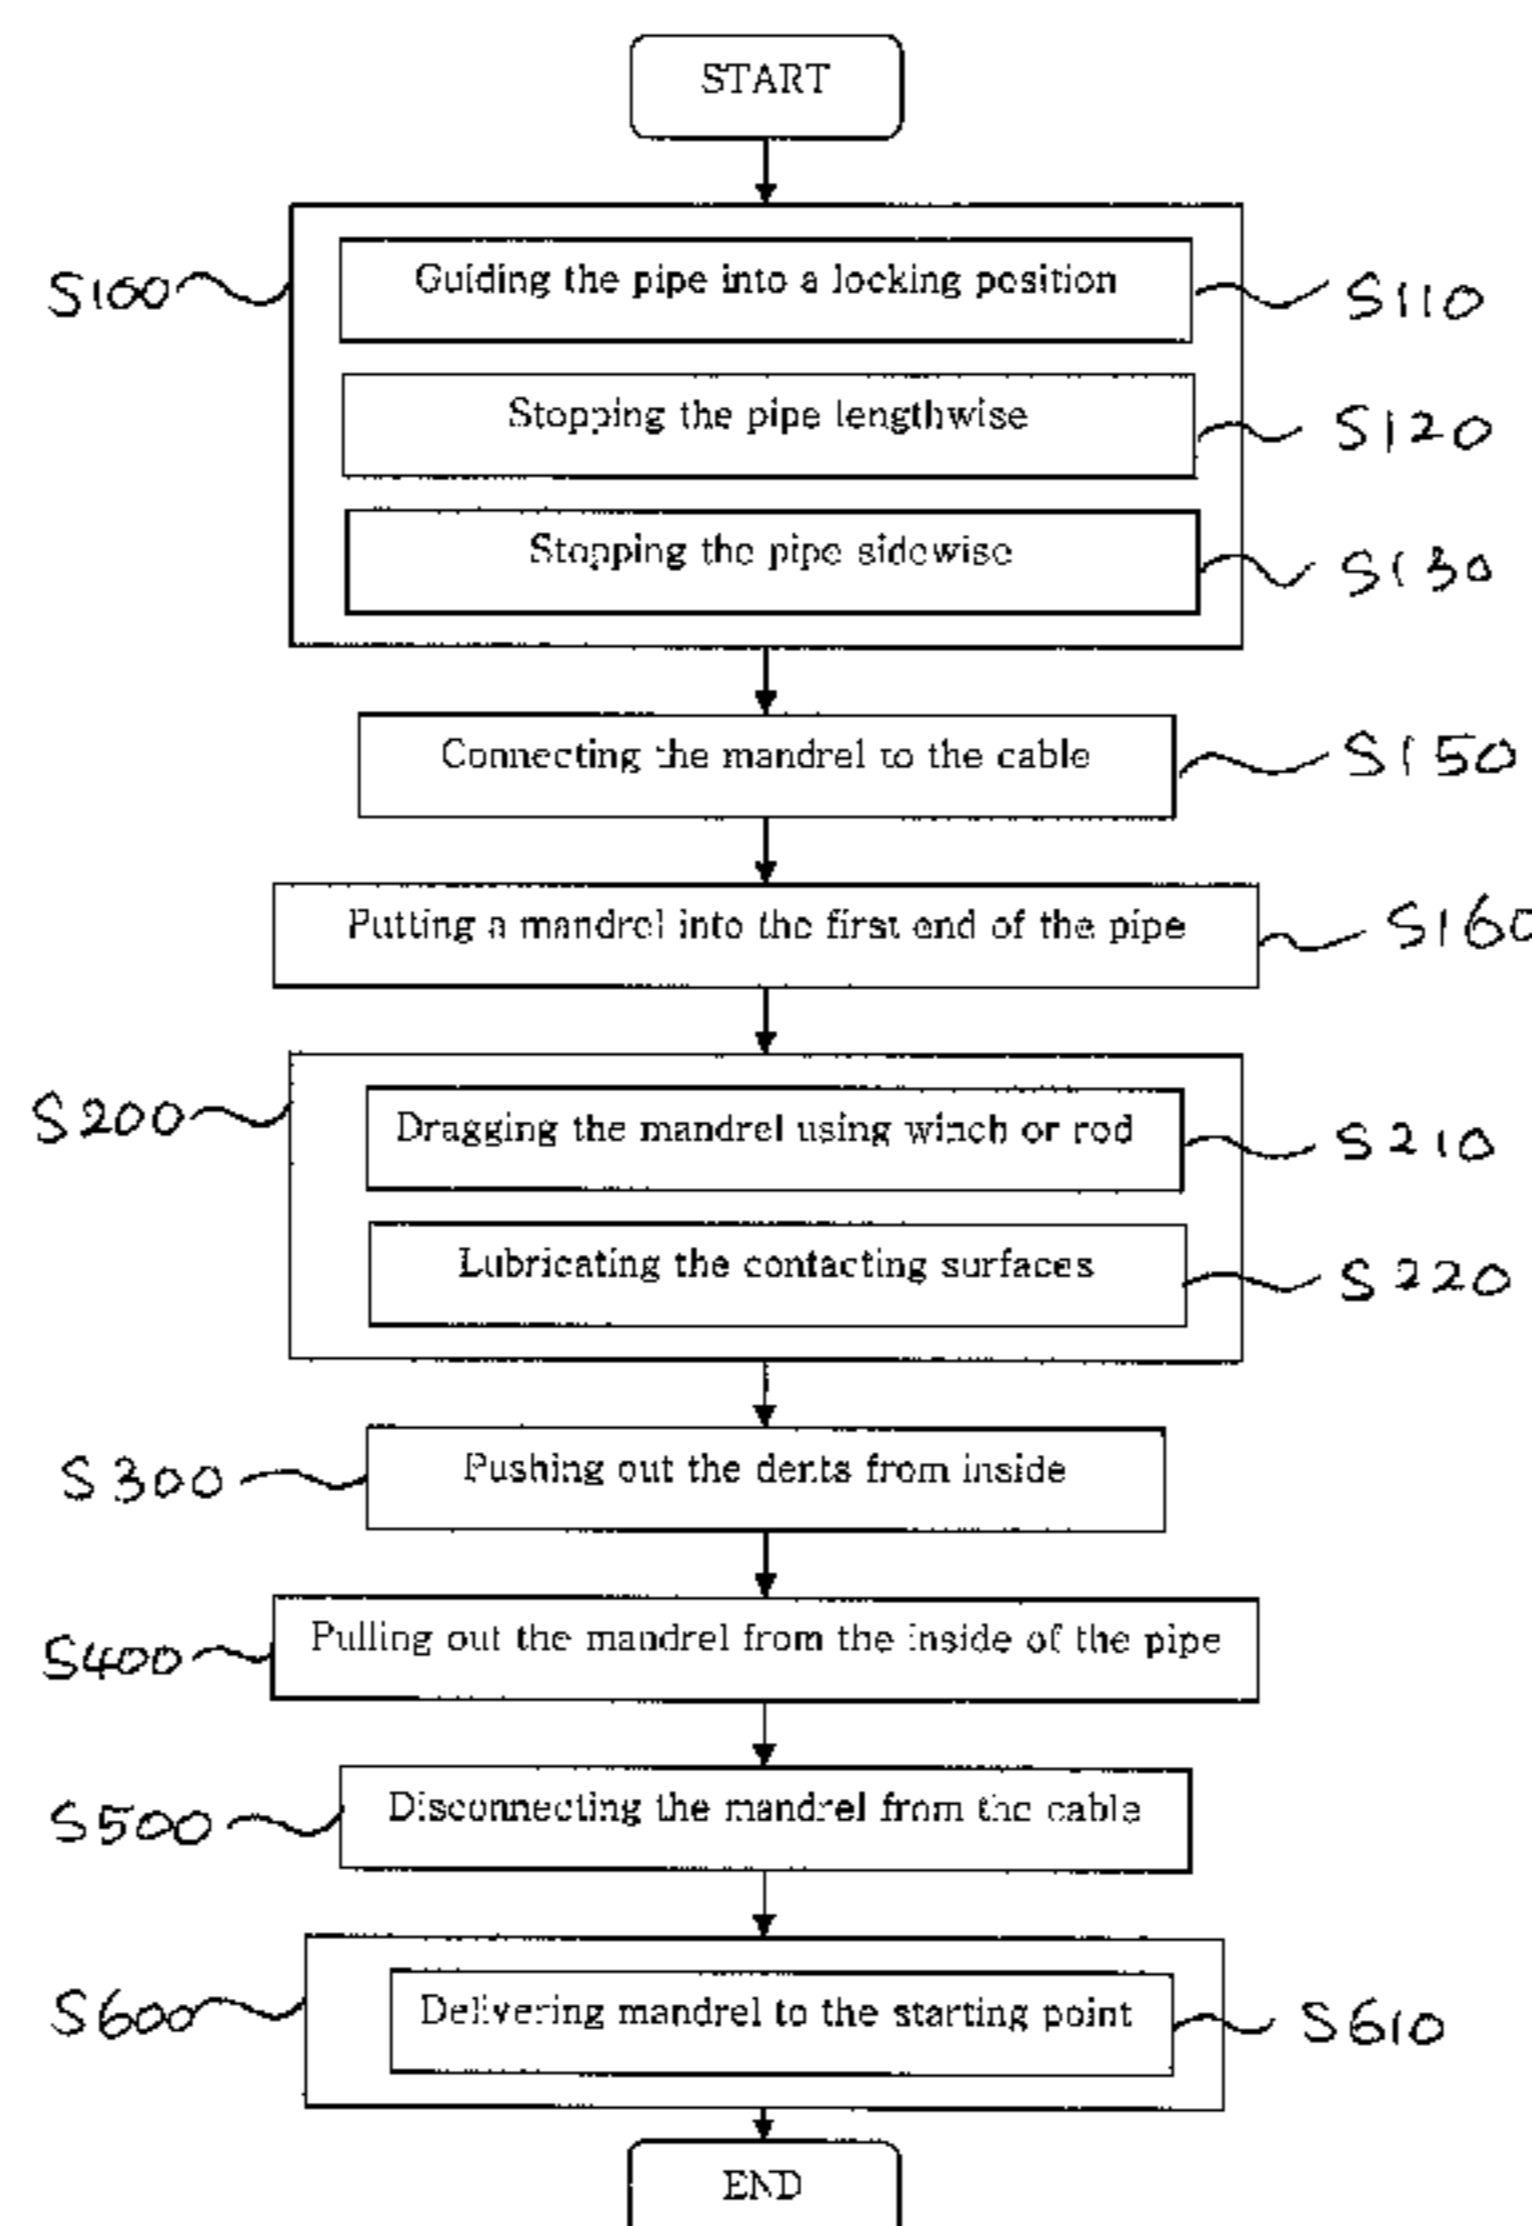 START
S100
Guiding the pipe into a locking position
S110
Stopping the pipe lengthwise
S120
Stopping the pipe sidewise
S130
Connecting the mandrel to the cable
S150
Putting a mandrel into the first end of the pipe
S160
S200
Dragging the mandrel using winch or rod
S210
Lubricating the contacting surfaces
S220
S300
Pushing out the dents from inside
S400
Pulling out the mandrel from the inside of the pipe
S500
Disconnecting the mandrel from the cable
S600
Delivering mandrel to the starting point
S610
END